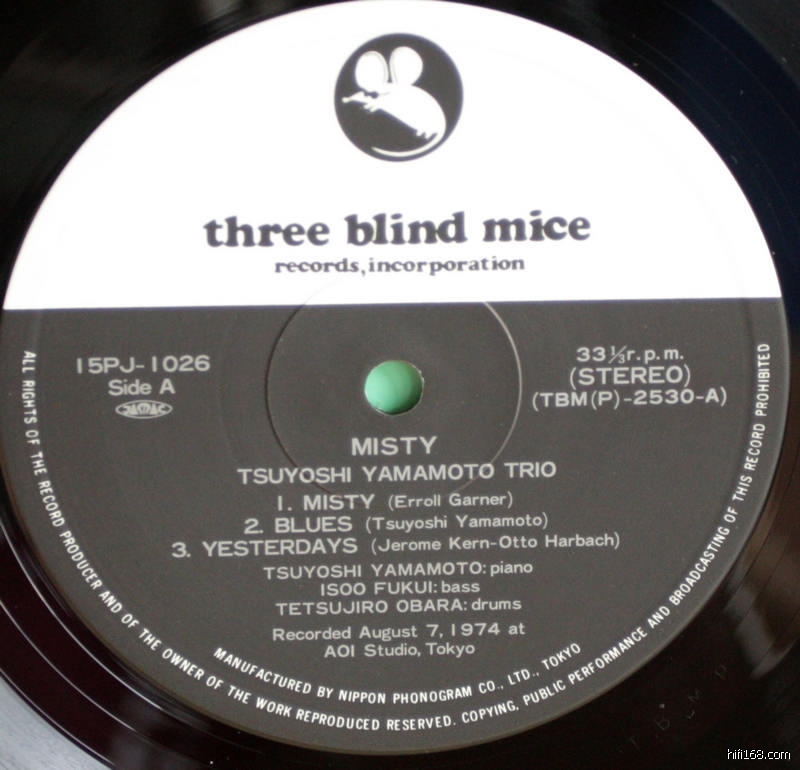 three blind mice
records, incorporation
15PJ-1026
Side A
JASRAC
33⅓r.p.m.
(STEREO)
(TBM(P)-2530-A)
MISTY
TSUYOSHI YAMAMOTO TRIO
1. MISTY (Erroll Garner)
2. BLUES (Tsuyoshi Yamamoto)
3. YESTERDAYS (Jerome Kern-Otto Harbach)
TSUYOSHI YAMAMOTO: piano
ISOO FUKUI: bass
TETSUJIRO OBARA: drums
Recorded August 7, 1974 at
AOI Studio, Tokyo
MANUFACTURED BY NIPPON PHONOGRAM CO., LTD., TOKYO
ALL RIGHTS OF THE RECORD PRODUCER AND OF THE OWNER OF THE WORK REPRODUCED RESERVED. COPYING, PUBLIC PERFORMANCE AND BROADCASTING OF THIS RECORD PROHIBITED
hifi168.com